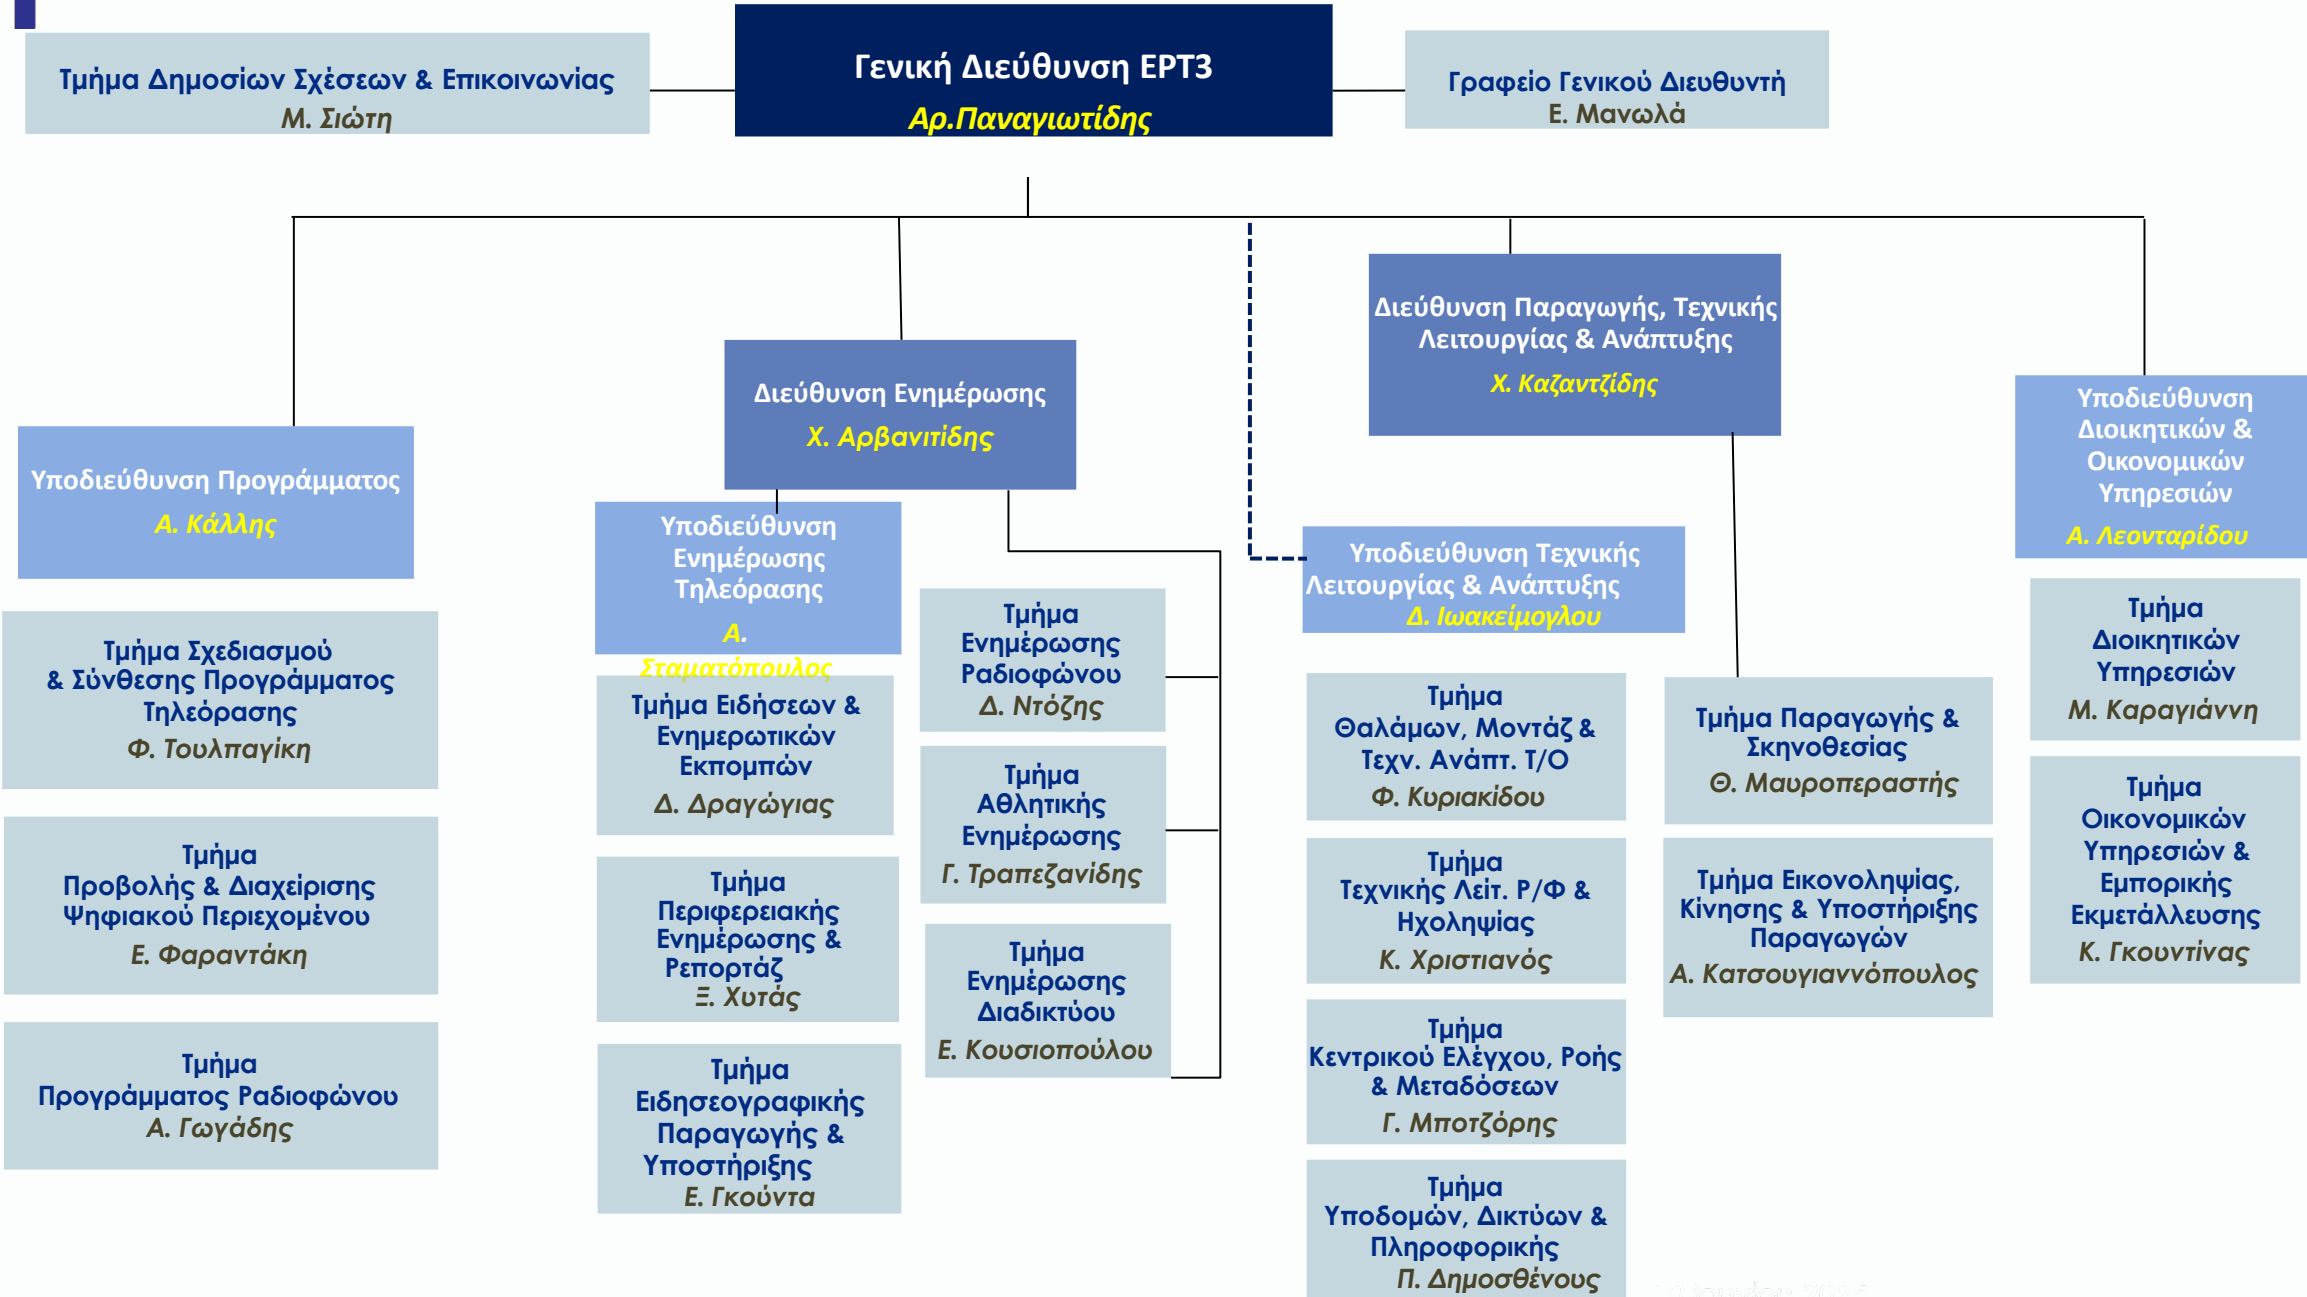 Τμήμα Δημοσίων Σχέσεων & Επικοινωνίας
Μ. Σιώτη
Γενική Διεύθυνση ΕΡΤ3
Αρ.Παναγιωτίδης
Γραφείο Γενικού Διευθυντή
Ε. Μανωλά
Υποδιεύθυνση Προγράμματος
Α. Κάλλης
Τμήμα Σχεδιασμού
& Σύνθεσης Προγράμματος
Τηλεόρασης
Φ. Τουλπαγίκη
Τμήμα
Προβολής & Διαχείρισης
Ψηφιακού Περιεχομένου
Ε. Φαραντάκη
Τμήμα
Προγράμματος Ραδιοφώνου
Α. Γωγάδης
Διεύθυνση Ενημέρωσης
Χ. Αρβανιτίδης
Υποδιεύθυνση
Ενημέρωσης
Τηλεόρασης
Α.
Σταματόπουλος
Τμήμα Ειδήσεων &
Ενημερωτικών
Εκπομπών
Δ. Δραγώγιας
Τμήμα
Περιφερειακής
Ενημέρωσης &
Ρεπορτάζ
Ξ. Χυτάς
Τμήμα
Ειδησεογραφικής
Παραγωγής &
Υποστήριξης
Ε. Γκούντα
Τμήμα
Ενημέρωσης
Ραδιοφώνου
Δ. Ντόζης
Τμήμα
Αθλητικής
Ενημέρωσης
Γ. Τραπεζανίδης
Τμήμα
Ενημέρωσης
Διαδικτύου
Ε. Κουσιοπούλου
Διεύθυνση Παραγωγής, Τεχνικής
Λειτουργίας & Ανάπτυξης
Χ. Καζαντζίδης
Υποδιεύθυνση Τεχνικής
Λειτουργίας & Ανάπτυξης
Δ. Ιωακείμογλου
Τμήμα
Θαλάμων, Μοντάζ &
Τεχν. Ανάπτ. Τ/Ο
Φ. Κυριακίδου
Τμήμα
Τεχνικής Λείτ. Ρ/Φ &
Ηχοληψίας
Κ. Χριστιανός
Τμήμα
Κεντρικού Ελέγχου, Ροής
& Μεταδόσεων
Γ. Μποτζόρης
Τμήμα
Υποδομών, Δικτύων &
Πληροφορικής
Π. Δημοσθένους
Τμήμα Παραγωγής &
Σκηνοθεσίας
Θ. Μαυροπεραστής
Τμήμα Εικονοληψίας,
Κίνησης & Υποστήριξης
Παραγωγών
Α. Κατσουγιαννόπουλος
Υποδιεύθυνση
Διοικητικών &
Οικονομικών
Υπηρεσιών
Α. Λεονταρίδου
Τμήμα
Διοικητικών
Υπηρεσιών
Μ. Καραγιάννη
Τμήμα
Οικονομικών
Υπηρεσιών &
Εμπορικής
Εκμετάλλευσης
Κ. Γκουντίνας